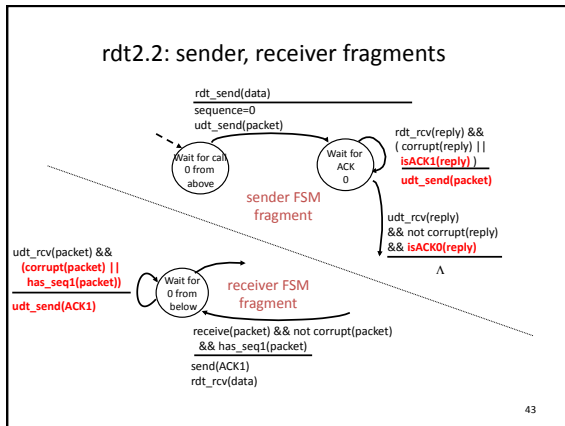 rdt2.2: sender, receiver fragments
rdt_send(data)
sequence=0
udt_send(packet)
Wait for call
0 from
above
Wait for
ACK
0
rdt_rcv(reply) &&
( corrupt(reply) ||
isACK1(reply) )
udt_send(packet)
sender FSM
fragment
udt_rcv(reply)
&& not corrupt(reply)
&& isACK0(reply)
Λ
udt_rcv(packet) &&
(corrupt(packet) ||
has_seq1(packet))
udt_send(ACK1)
Wait for
0 from
below
receiver FSM
fragment
receive(packet) && not corrupt(packet)
&& has_seq1(packet)
send(ACK1)
rdt_rcv(data)
43